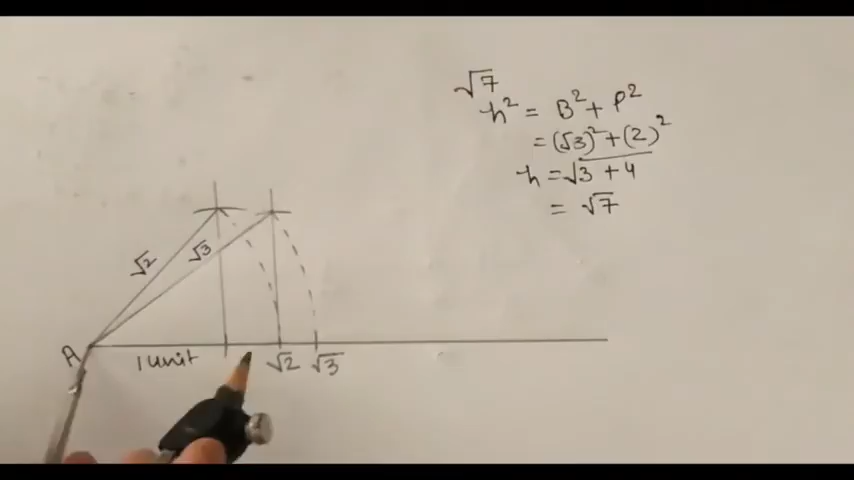 √7
h² = B² + P²
= (√3)² + (2)²
h = √3 + 4
= √7
√2
√3
A
1 unit
√2
√3